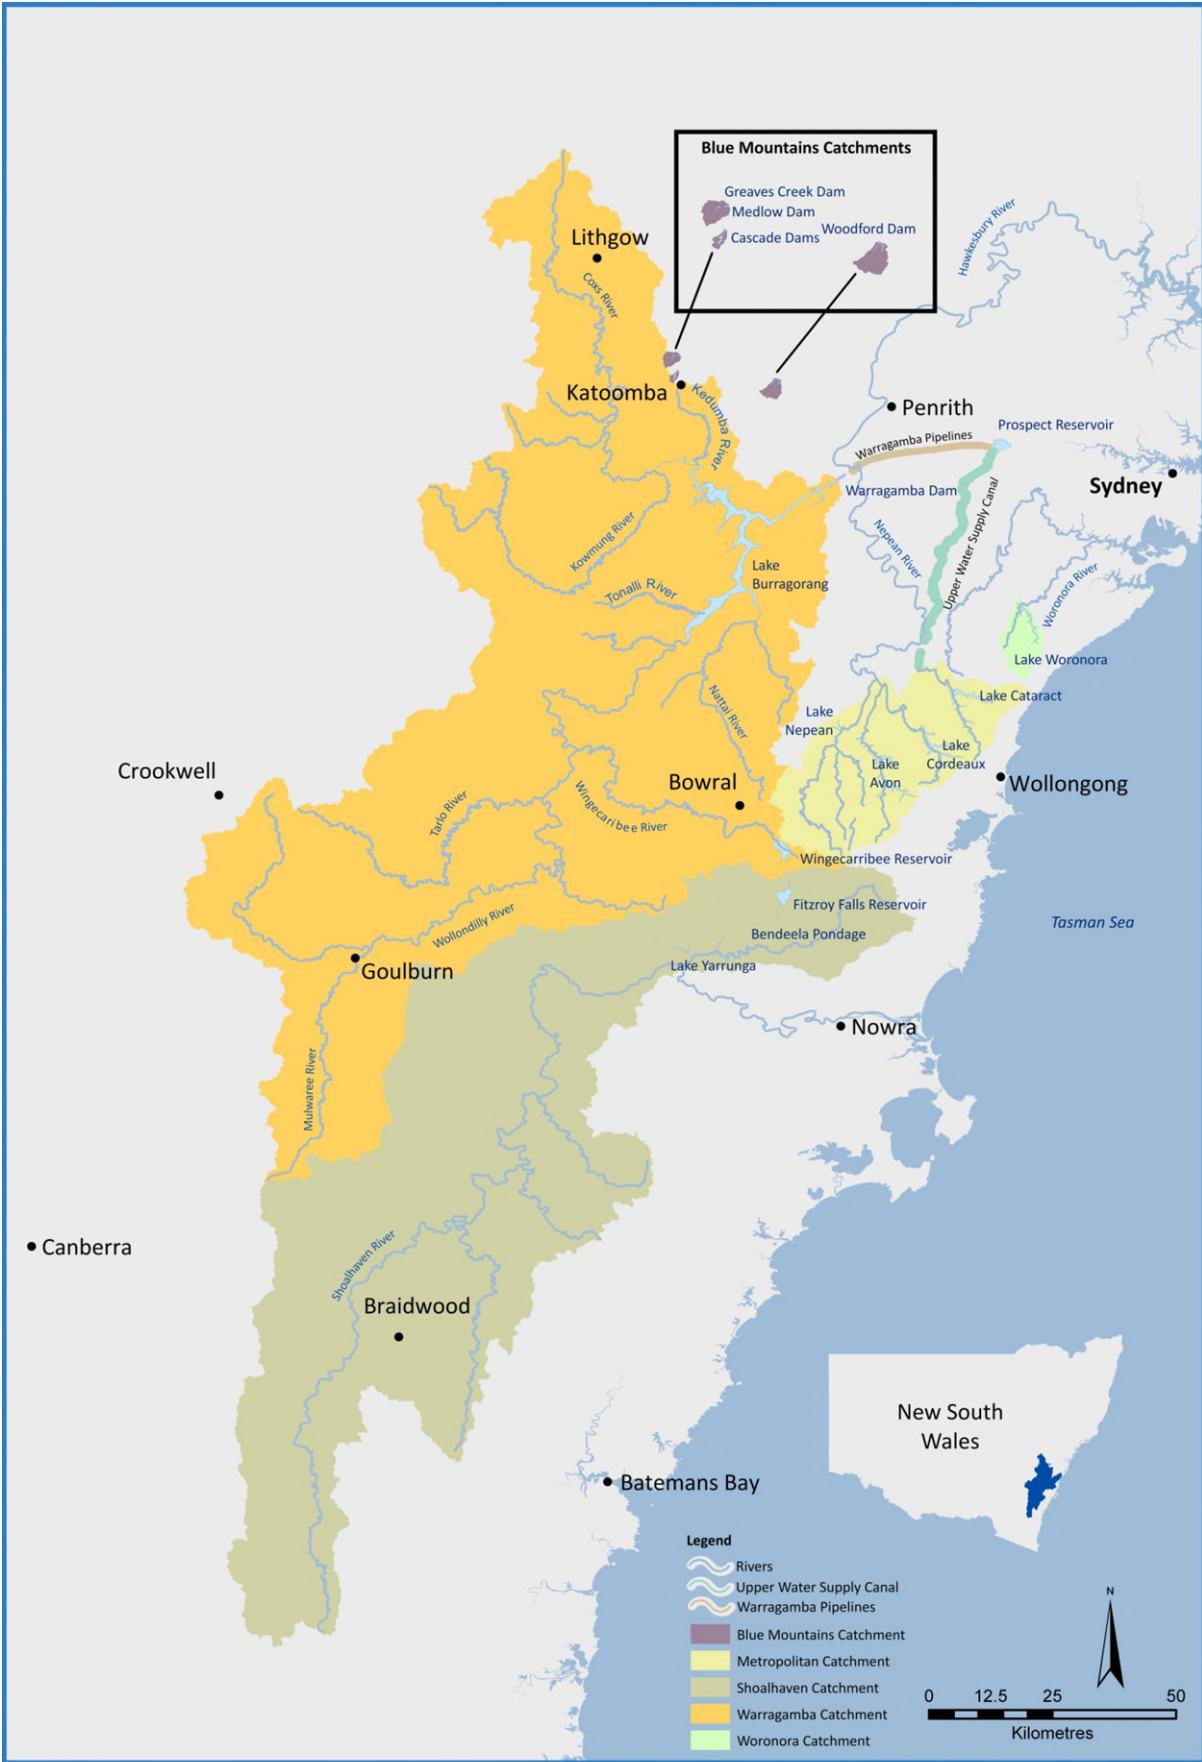 Blue Mountains Catchments
Greaves Creek Dam
Medlow Dam
Cascade Dams
Woodford Dam
Hawkesbury River
Lithgow
Coxs River
Katoomba
Kedumba River
Penrith
Warragamba Pipelines
Prospect Reservoir
Sydney
Warragamba Dam
Upper Water Supply Canal
Nepean River
Kowmung River
Lake
Burragorang
Tonalli River
Woronora River
Lake Woronora
Nattai River
Lake Cataract
Lake
Nepean
Lake
Cordeaux
Lake
Avon
Crookwell
Bowral
Wollongong
Tarlo River
Wingecaribee River
Wingecarribee Reservoir
Fitzroy Falls Reservoir
Wollondilly River
Bendeela Pondage
Tasman Sea
Goulburn
Lake Yarrunga
Nowra
Mulwaree River
Canberra
Shoalhaven River
Braidwood
New South
Wales
Batemans Bay
Legend
Rivers
Upper Water Supply Canal
Warragamba Pipelines
Blue Mountains Catchment
Metropolitan Catchment
Shoalhaven Catchment
Warragamba Catchment
Woronora Catchment
N
0 12.5 25 50
Kilometres